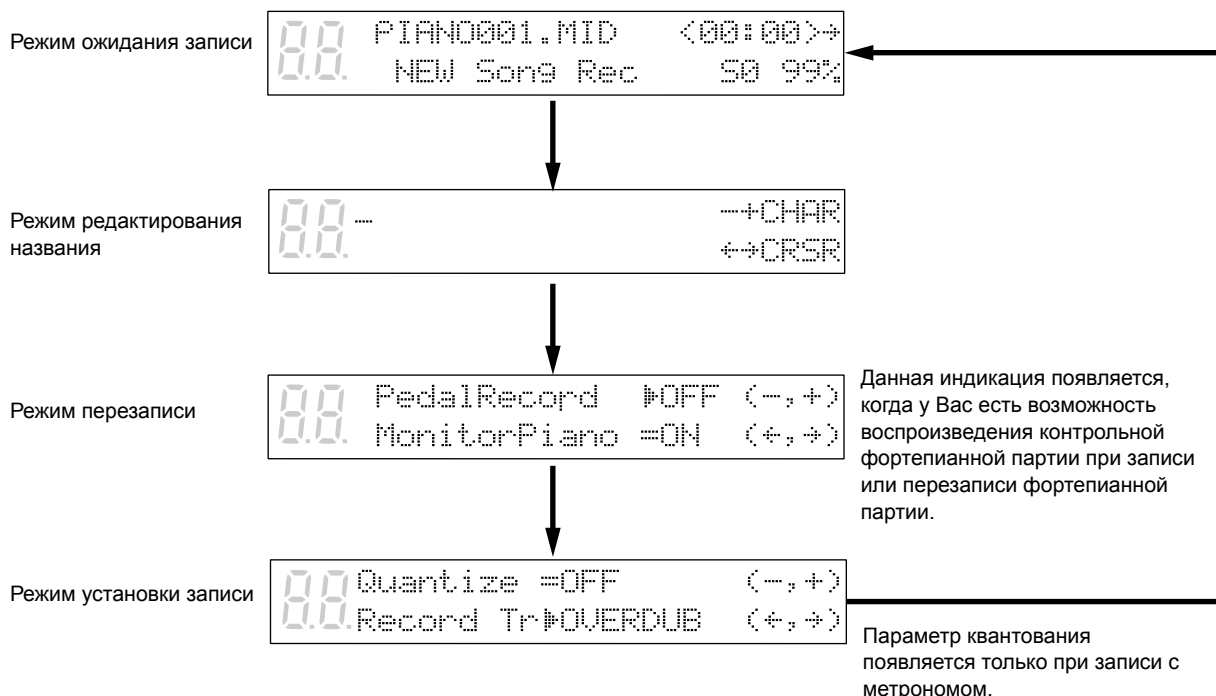 Режим ожидания записи
PIANO001.MID <00:00>→
NEW Song Rec S0 99%
Режим редактирования
названия
_ −+CHAR
←→CRSR
Режим перезаписи
PedalRecord ▶OFF (−,+)
MonitorPiano =ON (←,→)
Данная индикация появляется,
когда у Вас есть возможность
воспроизведения контрольной
фортепианной партии при записи
или перезаписи фортепианной
партии.
Режим установки записи
Quantize =OFF (−,+)
Record Tr▶OVERDUB (←,→)
Параметр квантования
появляется только при записи с
метрономом.